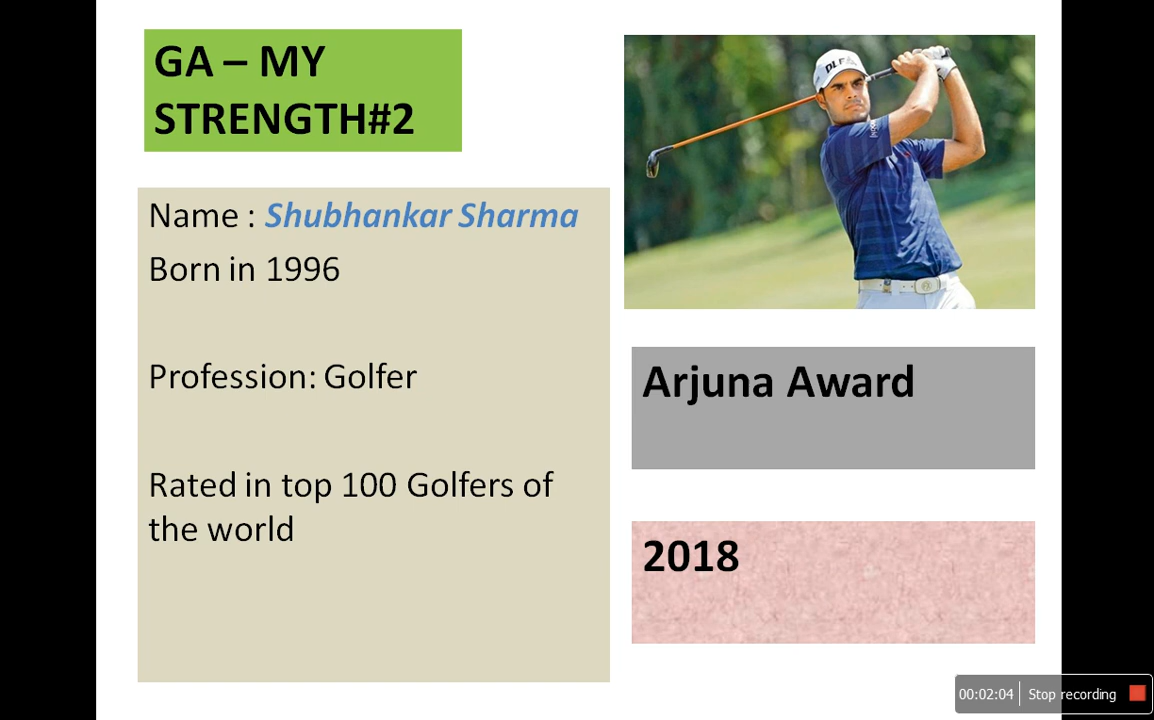 GA – MY
STRENGTH#2
Name : Shubhankar Sharma
Born in 1996
Profession: Golfer
Rated in top 100 Golfers of
the world
DLF
Arjuna Award
2018
00:02:04 | Stop recording